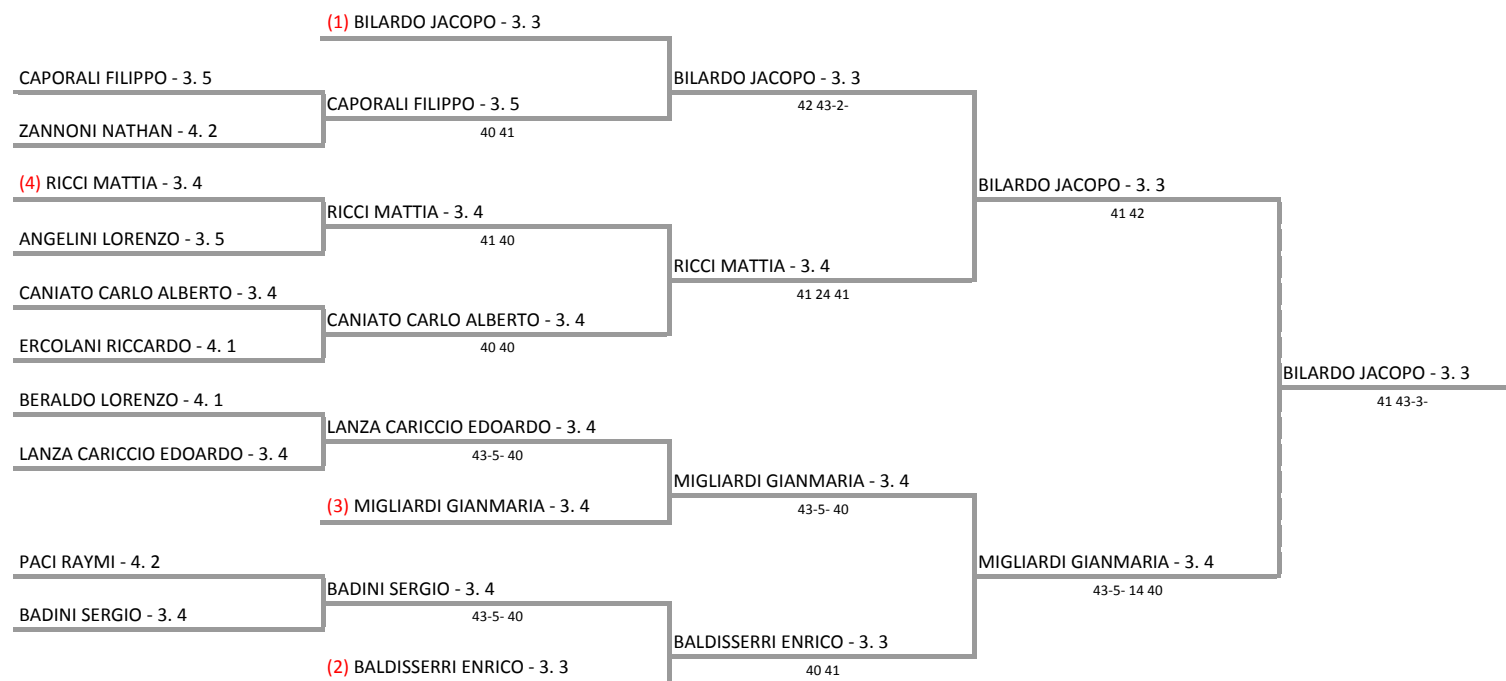 (1) BILARDO JACOPO - 3. 3
CAPORALI FILIPPO - 3. 5
BILARDO JACOPO - 3. 3
42 43-2-
CAPORALI FILIPPO - 3. 5
40 41
ZANNONI NATHAN - 4. 2
(4) RICCI MATTIA - 3. 4
BILARDO JACOPO - 3. 3
41 42
RICCI MATTIA - 3. 4
41 40
ANGELINI LORENZO - 3. 5
RICCI MATTIA - 3. 4
41 24 41
CANIATO CARLO ALBERTO - 3. 4
CANIATO CARLO ALBERTO - 3. 4
40 40
ERCOLANI RICCARDO - 4. 1
BILARDO JACOPO - 3. 3
41 43-3-
BERALDO LORENZO - 4. 1
LANZA CARICCIO EDOARDO - 3. 4
43-5- 40
LANZA CARICCIO EDOARDO - 3. 4
MIGLIARDI GIANMARIA - 3. 4
43-5- 40
(3) MIGLIARDI GIANMARIA - 3. 4
PACI RAYMI - 4. 2
MIGLIARDI GIANMARIA - 3. 4
43-5- 14 40
BADINI SERGIO - 3. 4
43-5- 40
BADINI SERGIO - 3. 4
BALDISSERRI ENRICO - 3. 3
40 41
(2) BALDISSERRI ENRICO - 3. 3